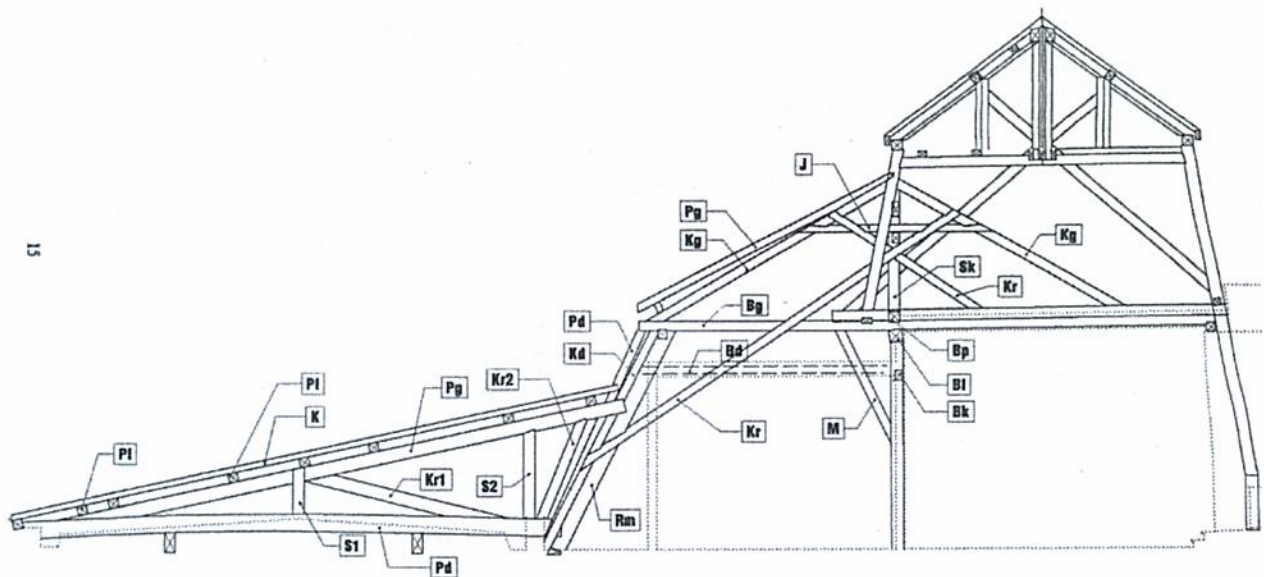 J
Pg
Kg
Kg
15
Sk
Kr
Bg
Pd
Bp
Kd
Bd
Bl
Kr2
Pl
Pg
Bk
K
Kr
M
Pl
Kr1
S2
Rm
S1
Pd